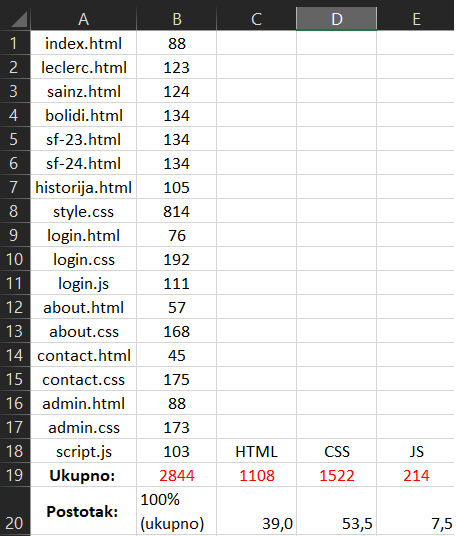 A B C D E
1 index.html 88
2 leclerc.html 123
3 sainz.html 124
4 bolidi.html 134
5 sf-23.html 134
6 sf-24.html 134
7 historija.html 105
8 style.css 814
9 login.html 76
10 login.css 192
11 login.js 111
12 about.html 57
13 about.css 168
14 contact.html 45
15 contact.css 175
16 admin.html 88
17 admin.css 173
18 script.js 103 HTML CSS JS
19 Ukupno: 2844 1108 1522 214
Postotak: 100%
20 (ukupno) 39,0 53,5 7,5